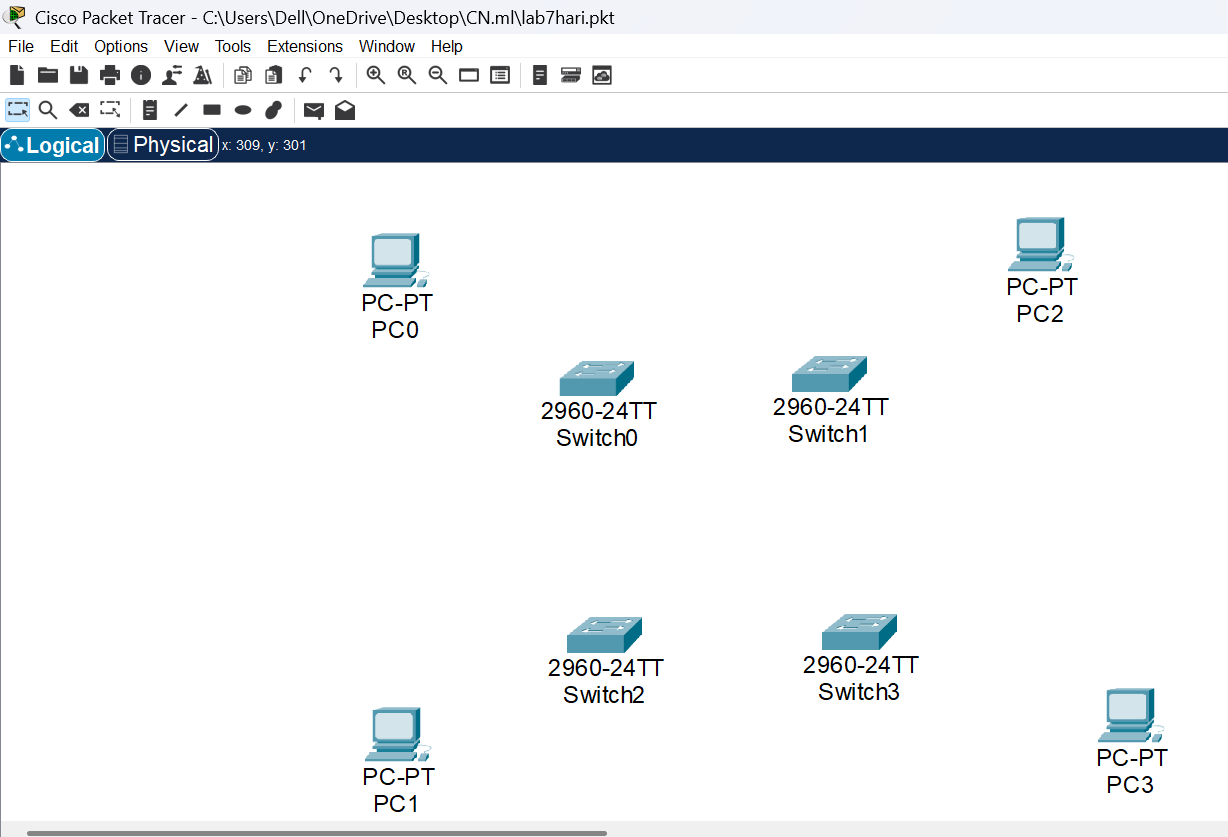 Cisco Packet Tracer - C:\Users\Dell\OneDrive\Desktop\CN.ml\lab7hari.pkt
File Edit Options View Tools Extensions Window Help
Logical Physical x: 309, y: 301
PC-PT
PC0
PC-PT
PC2
2960-24TT
Switch0
2960-24TT
Switch1
2960-24TT
Switch2
2960-24TT
Switch3
PC-PT
PC1
PC-PT
PC3